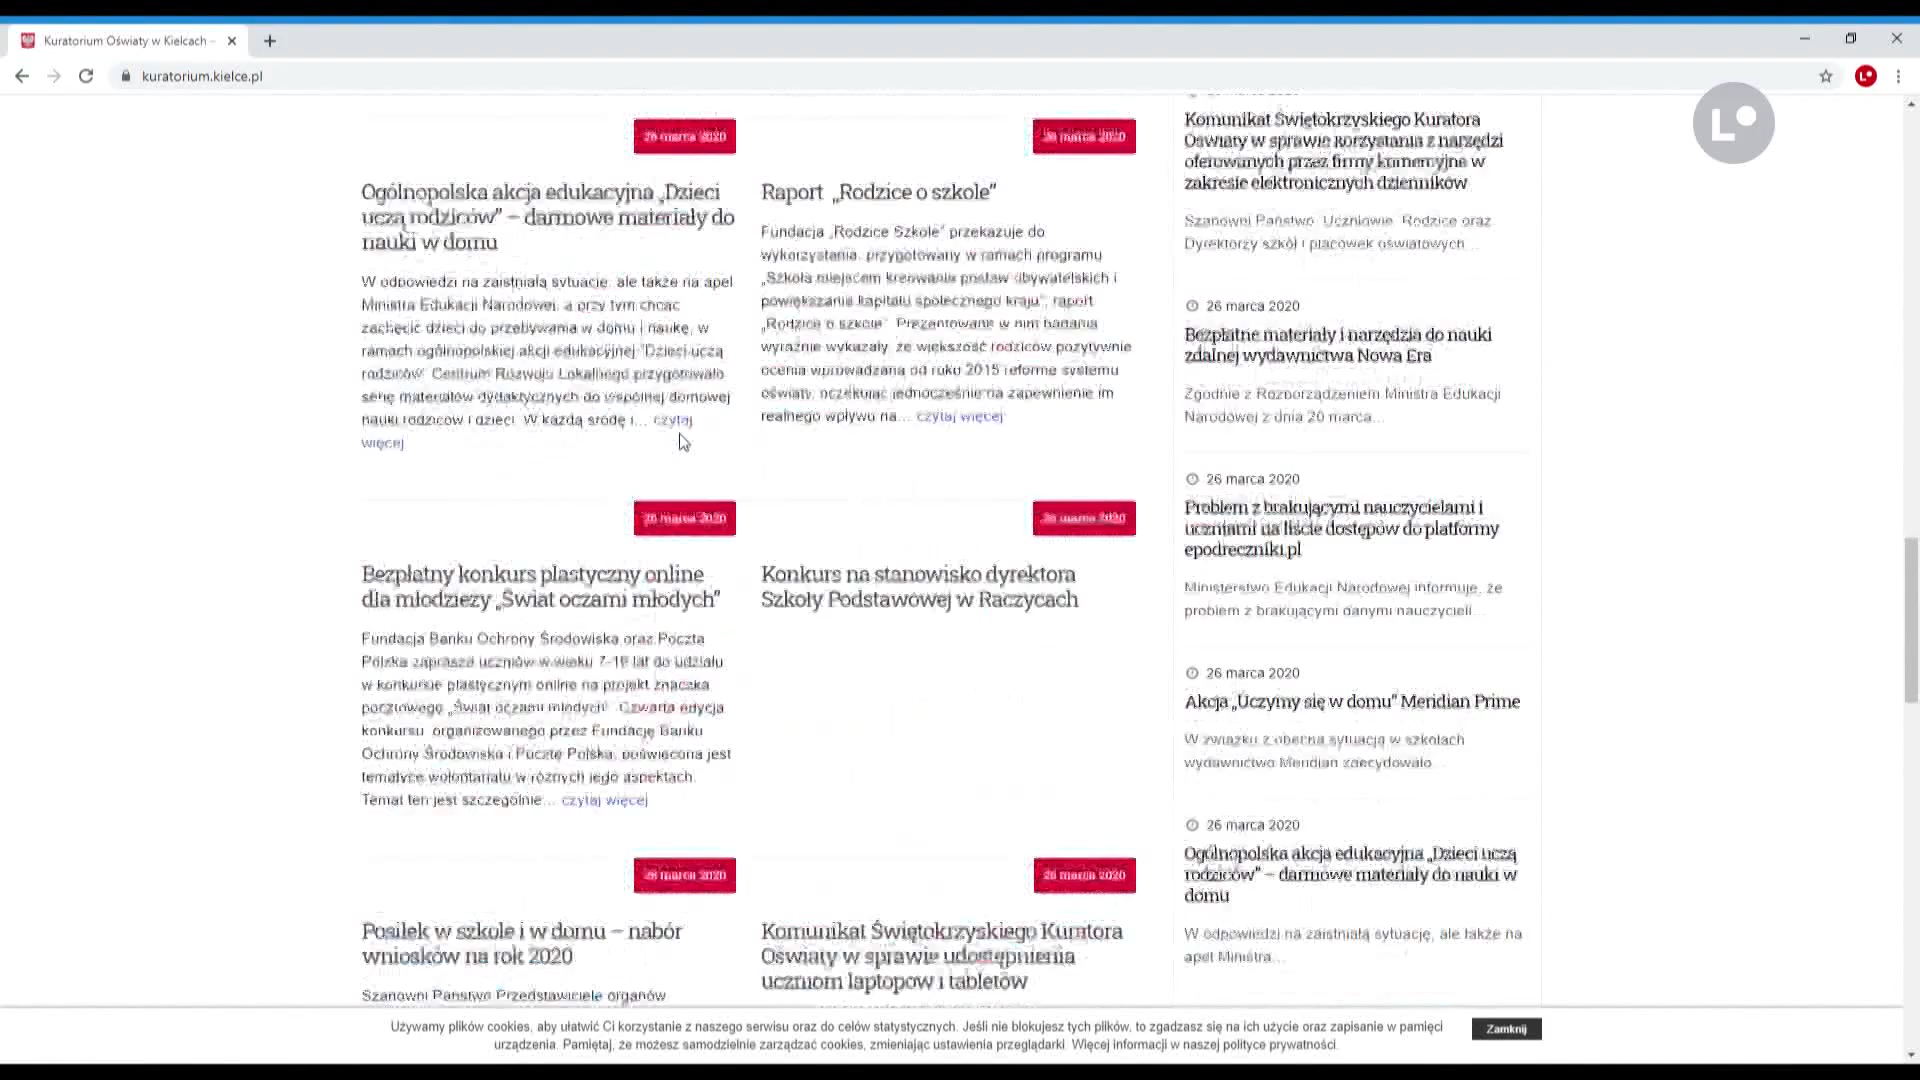 Kuratorium Oświaty w Kielcach –
kuratorium.kielce.pl
26 marca 2020
Ogólnopolska akcja edukacyjna „Dzieci
uczą rodziców” – darmowe materiały do
nauki w domu
W odpowiedzi na zaistniałą sytuację, ale także na apel
Ministra Edukacji Narodowej, a przy tym chcąc
zachęcić dzieci do przebywania w domu i naukę, w
ramach ogólnopolskiej akcji edukacyjnej "Dzieci uczą
rodziców" Centrum Rozwoju Lokalnego przygotowało
serię materiałów dydaktycznych do wspólnej domowej
nauki rodziców i dzieci. W każdą środę i... czytaj
więcej
26 marca 2020
Raport „Rodzice o szkole”
Fundacja „Rodzice Szkole” przekazuje do
wykorzystania, przygotowany w ramach programu
„Szkoła miejscem kreowania postaw obywatelskich i
powiększania kapitału społecznego kraju”, raport
„Rodzice o szkole”. Prezentowane w nim badania
wyraźnie wykazały, że większość rodziców pozytywnie
ocenia wprowadzaną od roku 2015 reformę systemu
oświaty, oczekując jednocześnie na zapewnienie im
realnego wpływu na... czytaj więcej
26 marca 2020
Bezpłatny konkurs plastyczny online
dla młodzieży „Świat oczami młodych”
Fundacja Banku Ochrony Środowiska oraz Poczta
Polska zaprasza uczniów w wieku 7-19 lat do udziału
w konkursie plastycznym online na projekt znaczka
pocztowego „Świat oczami młodych”. Czwarta edycja
konkursu, organizowanego przez Fundację Banku
Ochrony Środowiska i Pocztę Polską, poświęcona jest
tematyce wolontariatu w różnych jego aspektach.
Temat ten jest szczególnie... czytaj więcej
26 marca 2020
Konkurs na stanowisko dyrektora
Szkoły Podstawowej w Raczycach
26 marca 2020
Posiłek w szkole i w domu – nabór
wniosków na rok 2020
Szanowni Państwo Przedstawiciele organów
26 marca 2020
Komunikat Świętokrzyskiego Kuratora
Oświaty w sprawie udostępnienia
uczniom laptopów i tabletów
Komunikat Świętokrzyskiego Kuratora
Oświaty w sprawie korzystania z narzędzi
oferowanych przez firmy komercyjne w
zakresie elektronicznych dzienników
Szanowni Państwo, Uczniowie, Rodzice oraz
Dyrektorzy szkół i placówek oświatowych...
26 marca 2020
Bezpłatne materiały i narzędzia do nauki
zdalnej wydawnictwa Nowa Era
Zgodnie z Rozporządzeniem Ministra Edukacji
Narodowej z dnia 20 marca...
26 marca 2020
Problem z brakującymi nauczycielami i
uczniami na liście dostępów do platformy
epodreczniki.pl
Ministerstwo Edukacji Narodowej informuje, że
problem z brakującymi danymi nauczycieli...
26 marca 2020
Akcja „Uczymy się w domu” Meridian Prime
W związku z obecną sytuacją w szkołach
wydawnictwo Meridian zdecydowało...
26 marca 2020
Ogólnopolska akcja edukacyjna „Dzieci uczą
rodziców” – darmowe materiały do nauki w
domu
W odpowiedzi na zaistniałą sytuację, ale także na
apel Ministra...
Używamy plików cookies, aby ułatwić Ci korzystanie z naszego serwisu oraz do celów statystycznych. Jeśli nie blokujesz tych plików, to zgadzasz się na ich użycie oraz zapisanie w pamięci
urządzenia. Pamiętaj, że możesz samodzielnie zarządzać cookies, zmieniając ustawienia przeglądarki. Więcej informacji w naszej polityce prywatności.
Zamknij